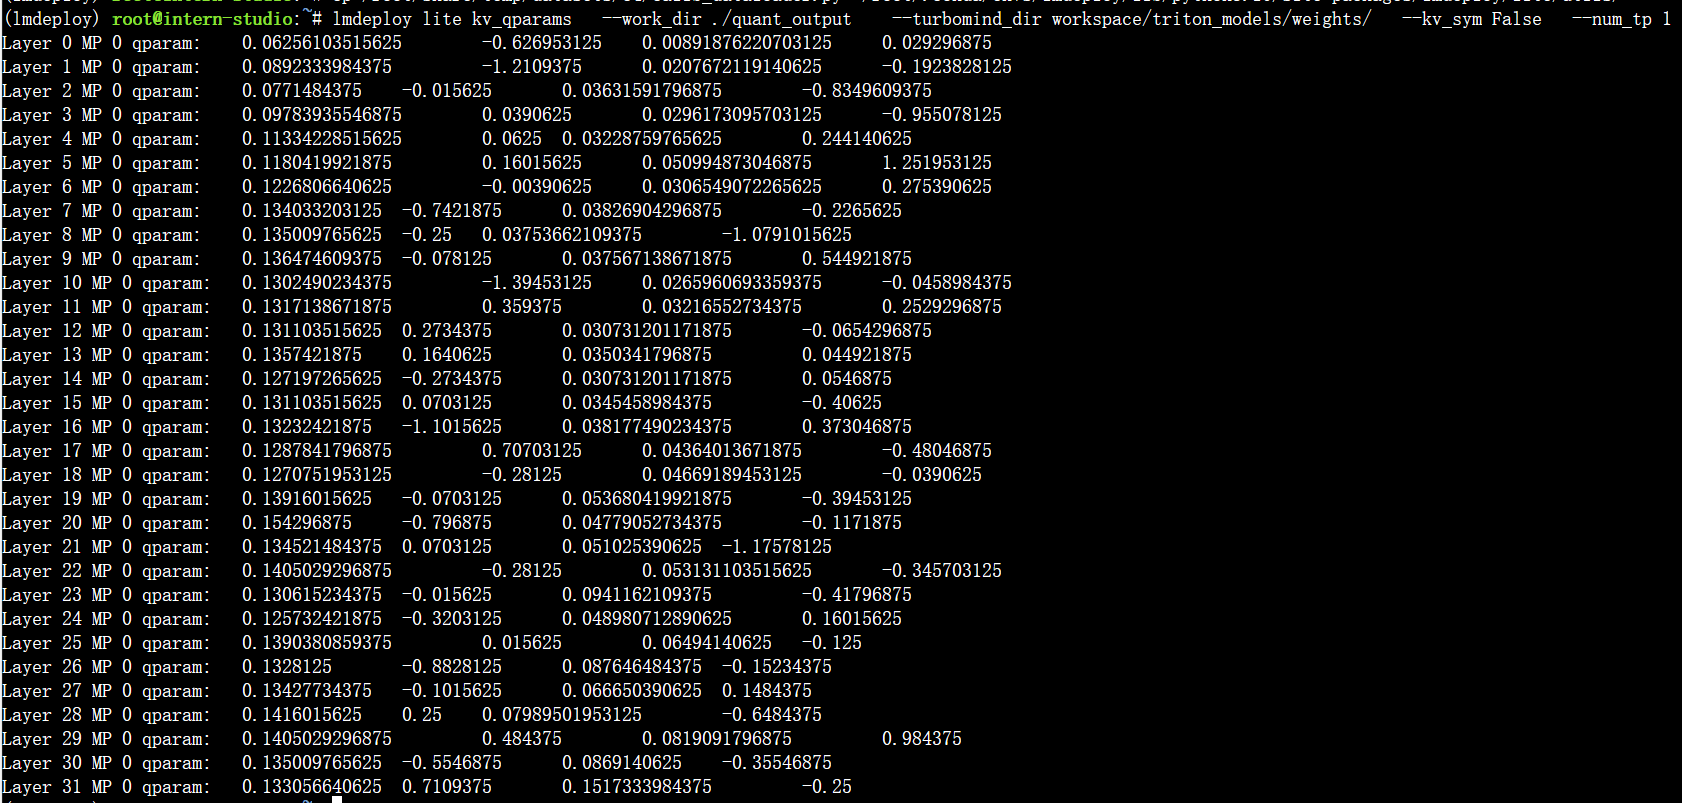 (lmdeploy) root@intern-studio:~# lmdeploy lite kv_qparams --work_dir ./quant_output --turbomind_dir workspace/triton_models/weights/ --kv_sym False --num_tp 1
Layer 0 MP 0 qparam: 0.06256103515625 -0.626953125 0.00891876220703125 0.029296875
Layer 1 MP 0 qparam: 0.0892333984375 -1.2109375 0.0207672119140625 -0.1923828125
Layer 2 MP 0 qparam: 0.0771484375 -0.015625 0.03631591796875 -0.8349609375
Layer 3 MP 0 qparam: 0.09783935546875 0.0390625 0.0296173095703125 -0.955078125
Layer 4 MP 0 qparam: 0.11334228515625 0.0625 0.03228759765625 0.244140625
Layer 5 MP 0 qparam: 0.1180419921875 0.16015625 0.050994873046875 1.251953125
Layer 6 MP 0 qparam: 0.1226806640625 -0.00390625 0.0306549072265625 0.275390625
Layer 7 MP 0 qparam: 0.134033203125 -0.7421875 0.03826904296875 -0.2265625
Layer 8 MP 0 qparam: 0.135009765625 -0.25 0.03753662109375 -1.0791015625
Layer 9 MP 0 qparam: 0.136474609375 -0.078125 0.037567138671875 0.544921875
Layer 10 MP 0 qparam: 0.1302490234375 -1.39453125 0.0265960693359375 -0.0458984375
Layer 11 MP 0 qparam: 0.1317138671875 0.359375 0.03216552734375 0.2529296875
Layer 12 MP 0 qparam: 0.131103515625 0.2734375 0.030731201171875 -0.0654296875
Layer 13 MP 0 qparam: 0.1357421875 0.1640625 0.0350341796875 0.044921875
Layer 14 MP 0 qparam: 0.127197265625 -0.2734375 0.030731201171875 0.0546875
Layer 15 MP 0 qparam: 0.131103515625 0.0703125 0.0345458984375 -0.40625
Layer 16 MP 0 qparam: 0.13232421875 -1.1015625 0.038177490234375 0.373046875
Layer 17 MP 0 qparam: 0.1287841796875 0.70703125 0.04364013671875 -0.48046875
Layer 18 MP 0 qparam: 0.1270751953125 -0.28125 0.04669189453125 -0.0390625
Layer 19 MP 0 qparam: 0.13916015625 -0.0703125 0.053680419921875 -0.39453125
Layer 20 MP 0 qparam: 0.154296875 -0.796875 0.04779052734375 -0.1171875
Layer 21 MP 0 qparam: 0.134521484375 0.0703125 0.051025390625 -1.17578125
Layer 22 MP 0 qparam: 0.1405029296875 -0.28125 0.053131103515625 -0.345703125
Layer 23 MP 0 qparam: 0.130615234375 -0.015625 0.0941162109375 -0.41796875
Layer 24 MP 0 qparam: 0.125732421875 -0.3203125 0.048980712890625 0.16015625
Layer 25 MP 0 qparam: 0.1390380859375 0.015625 0.06494140625 -0.125
Layer 26 MP 0 qparam: 0.1328125 -0.8828125 0.087646484375 -0.15234375
Layer 27 MP 0 qparam: 0.13427734375 -0.1015625 0.066650390625 0.1484375
Layer 28 MP 0 qparam: 0.1416015625 0.25 0.07989501953125 -0.6484375
Layer 29 MP 0 qparam: 0.1405029296875 0.484375 0.0819091796875 0.984375
Layer 30 MP 0 qparam: 0.135009765625 -0.5546875 0.0869140625 -0.35546875
Layer 31 MP 0 qparam: 0.133056640625 0.7109375 0.1517333984375 -0.25